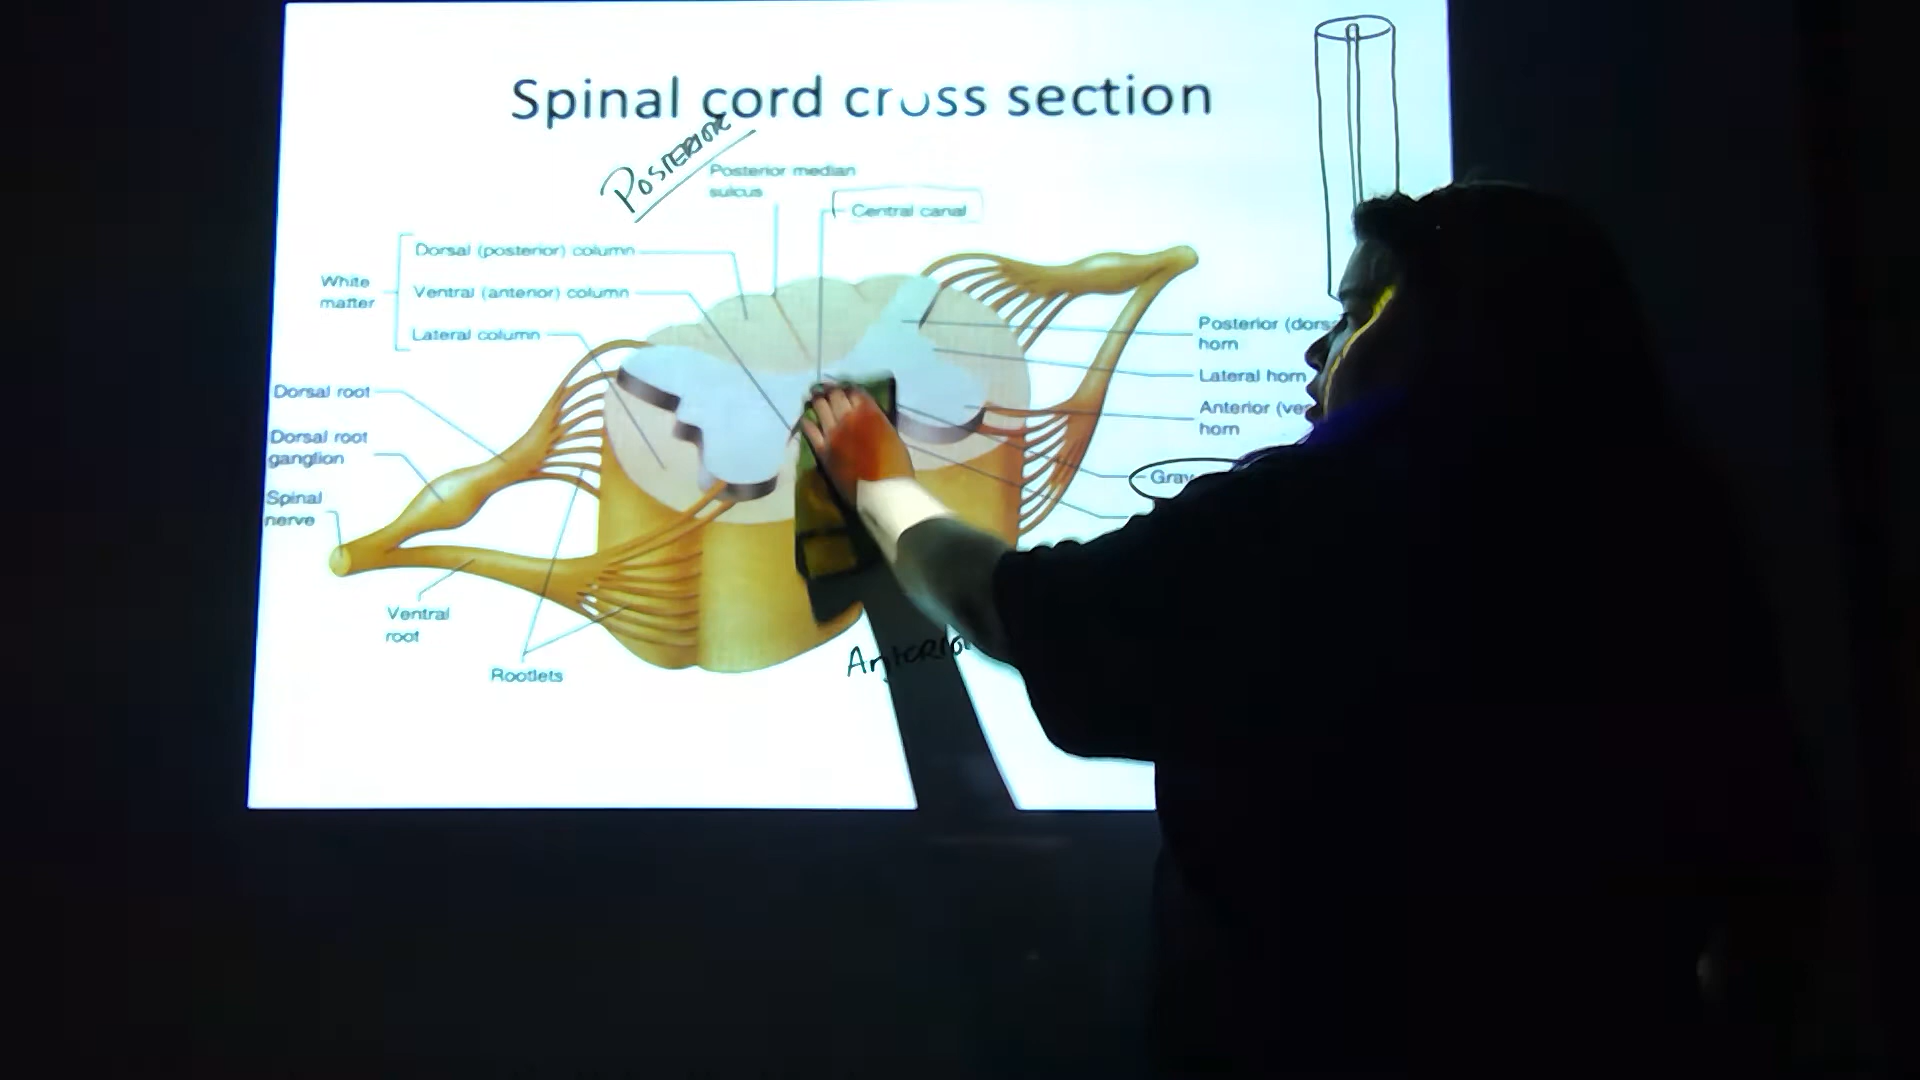 Spinal cord cross section
POSTERIOR
Posterior median
sulcus
Central canal
Dorsal (posterior) column
White
matter
Ventral (anterior) column
Lateral column
Posterior (dors
horn
Lateral horn
Anterior (ve
horn
Gray
Dorsal root
Dorsal root
ganglion
Spinal
nerve
Ventral
root
Rootlets
Anterio